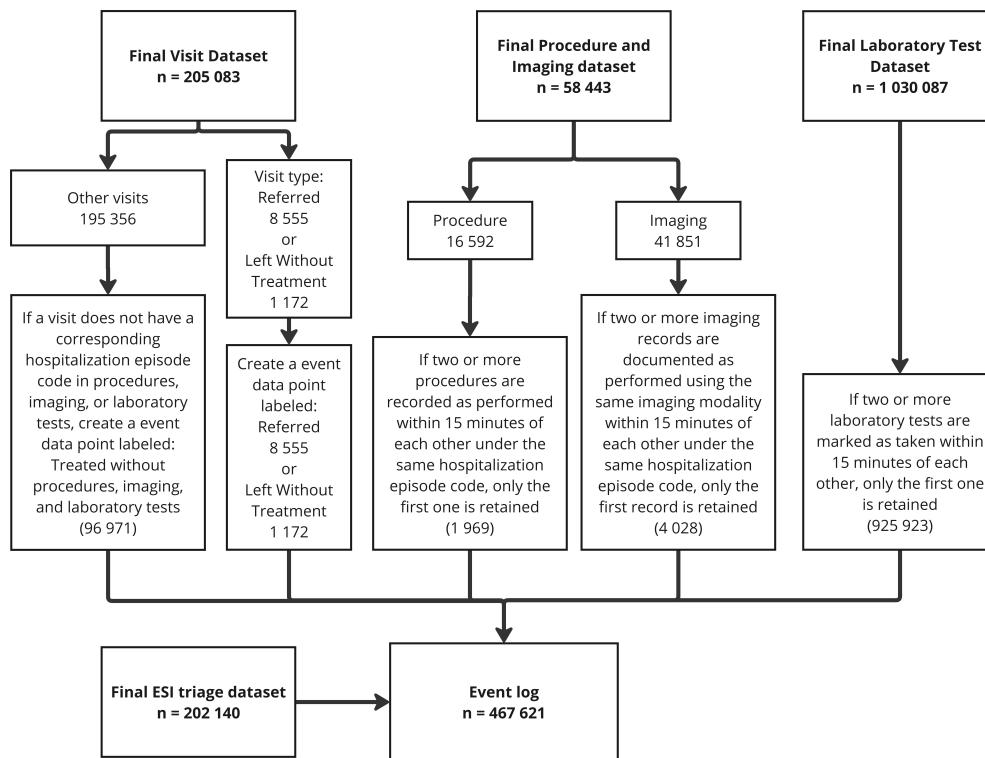 Final Visit Dataset
n = 205 083
Final Procedure and
Imaging dataset
n = 58 443
Final Laboratory Test
Dataset
n = 1 030 087
Other visits
195 356
Visit type:
Referred
8 555
or
Left Without
Treatment
1 172
Procedure
16 592
Imaging
41 851
If a visit does not have a
corresponding
hospitalization episode
code in procedures,
imaging, or laboratory
tests, create a event
data point labeled:
Treated without
procedures, imaging,
and laboratory tests
(96 971)
Create a event
data point
labeled:
Referred
8 555
or
Left Without
Treatment
1 172
If two or more
procedures are
recorded as performed
within 15 minutes of
each other under the
same hospitalization
episode code, only the
first one is retained
(1 969)
If two or more imaging
records are
documented as
performed using the
same imaging modality
within 15 minutes of
each other under the
same hospitalization
episode code, only the
first record is retained
(4 028)
If two or more
laboratory tests are
marked as taken within
15 minutes of each
other, only the first one
is retained
(925 923)
Final ESI triage dataset
n = 202 140
Event log
n = 467 621